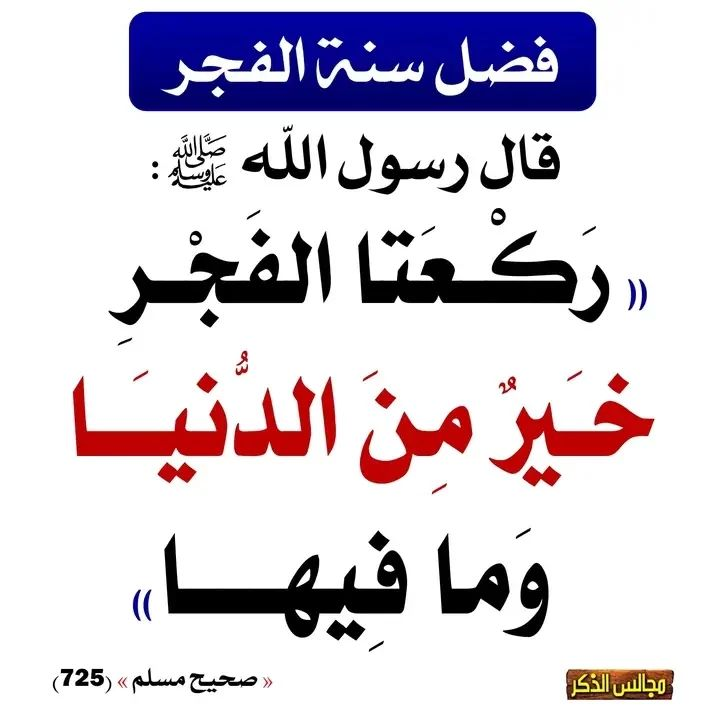 فضل سنة الفجر
قال رسول الله ﷺ :
(( رَكْعَتا الفَجْرِ
خَيرٌ مِنَ الدُّنيَا
وَما فِيها ))
« صحيح مسلم » (725)
مجالس الذكر